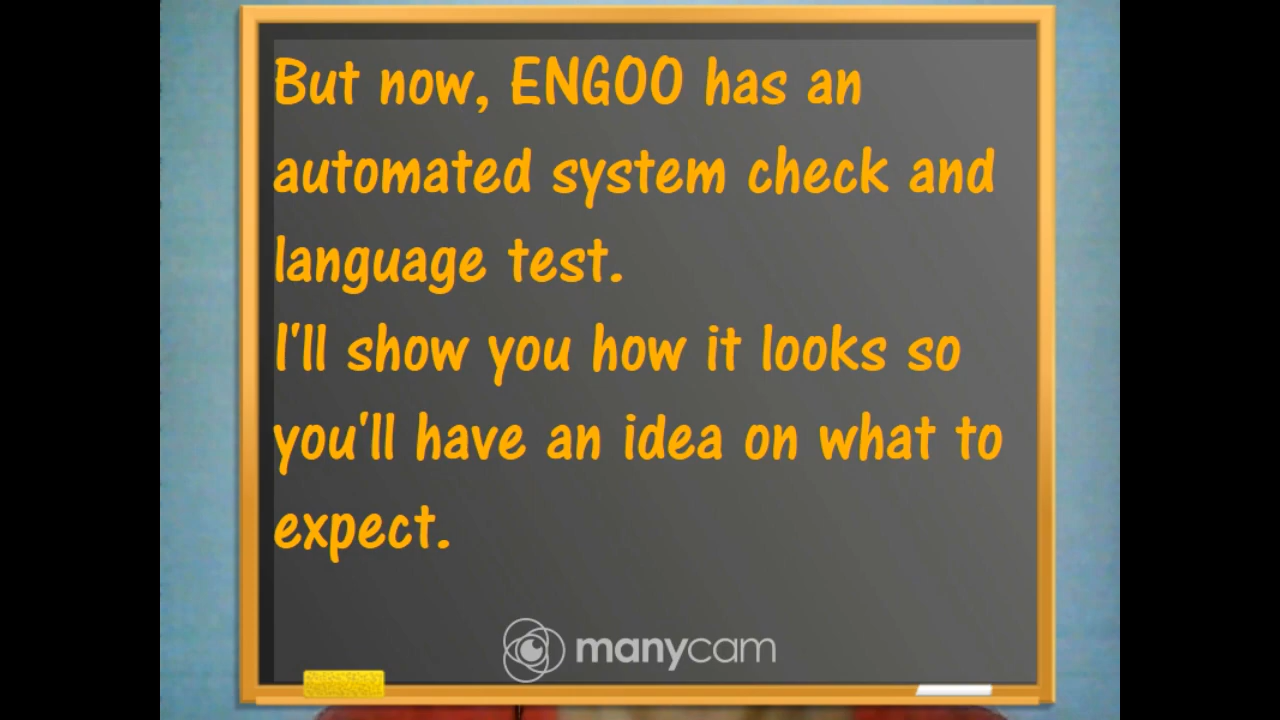 But now, ENGOO has an
automated system check and
language test.
I'll show you how it looks so
you'll have an idea on what to
expect.
manycam